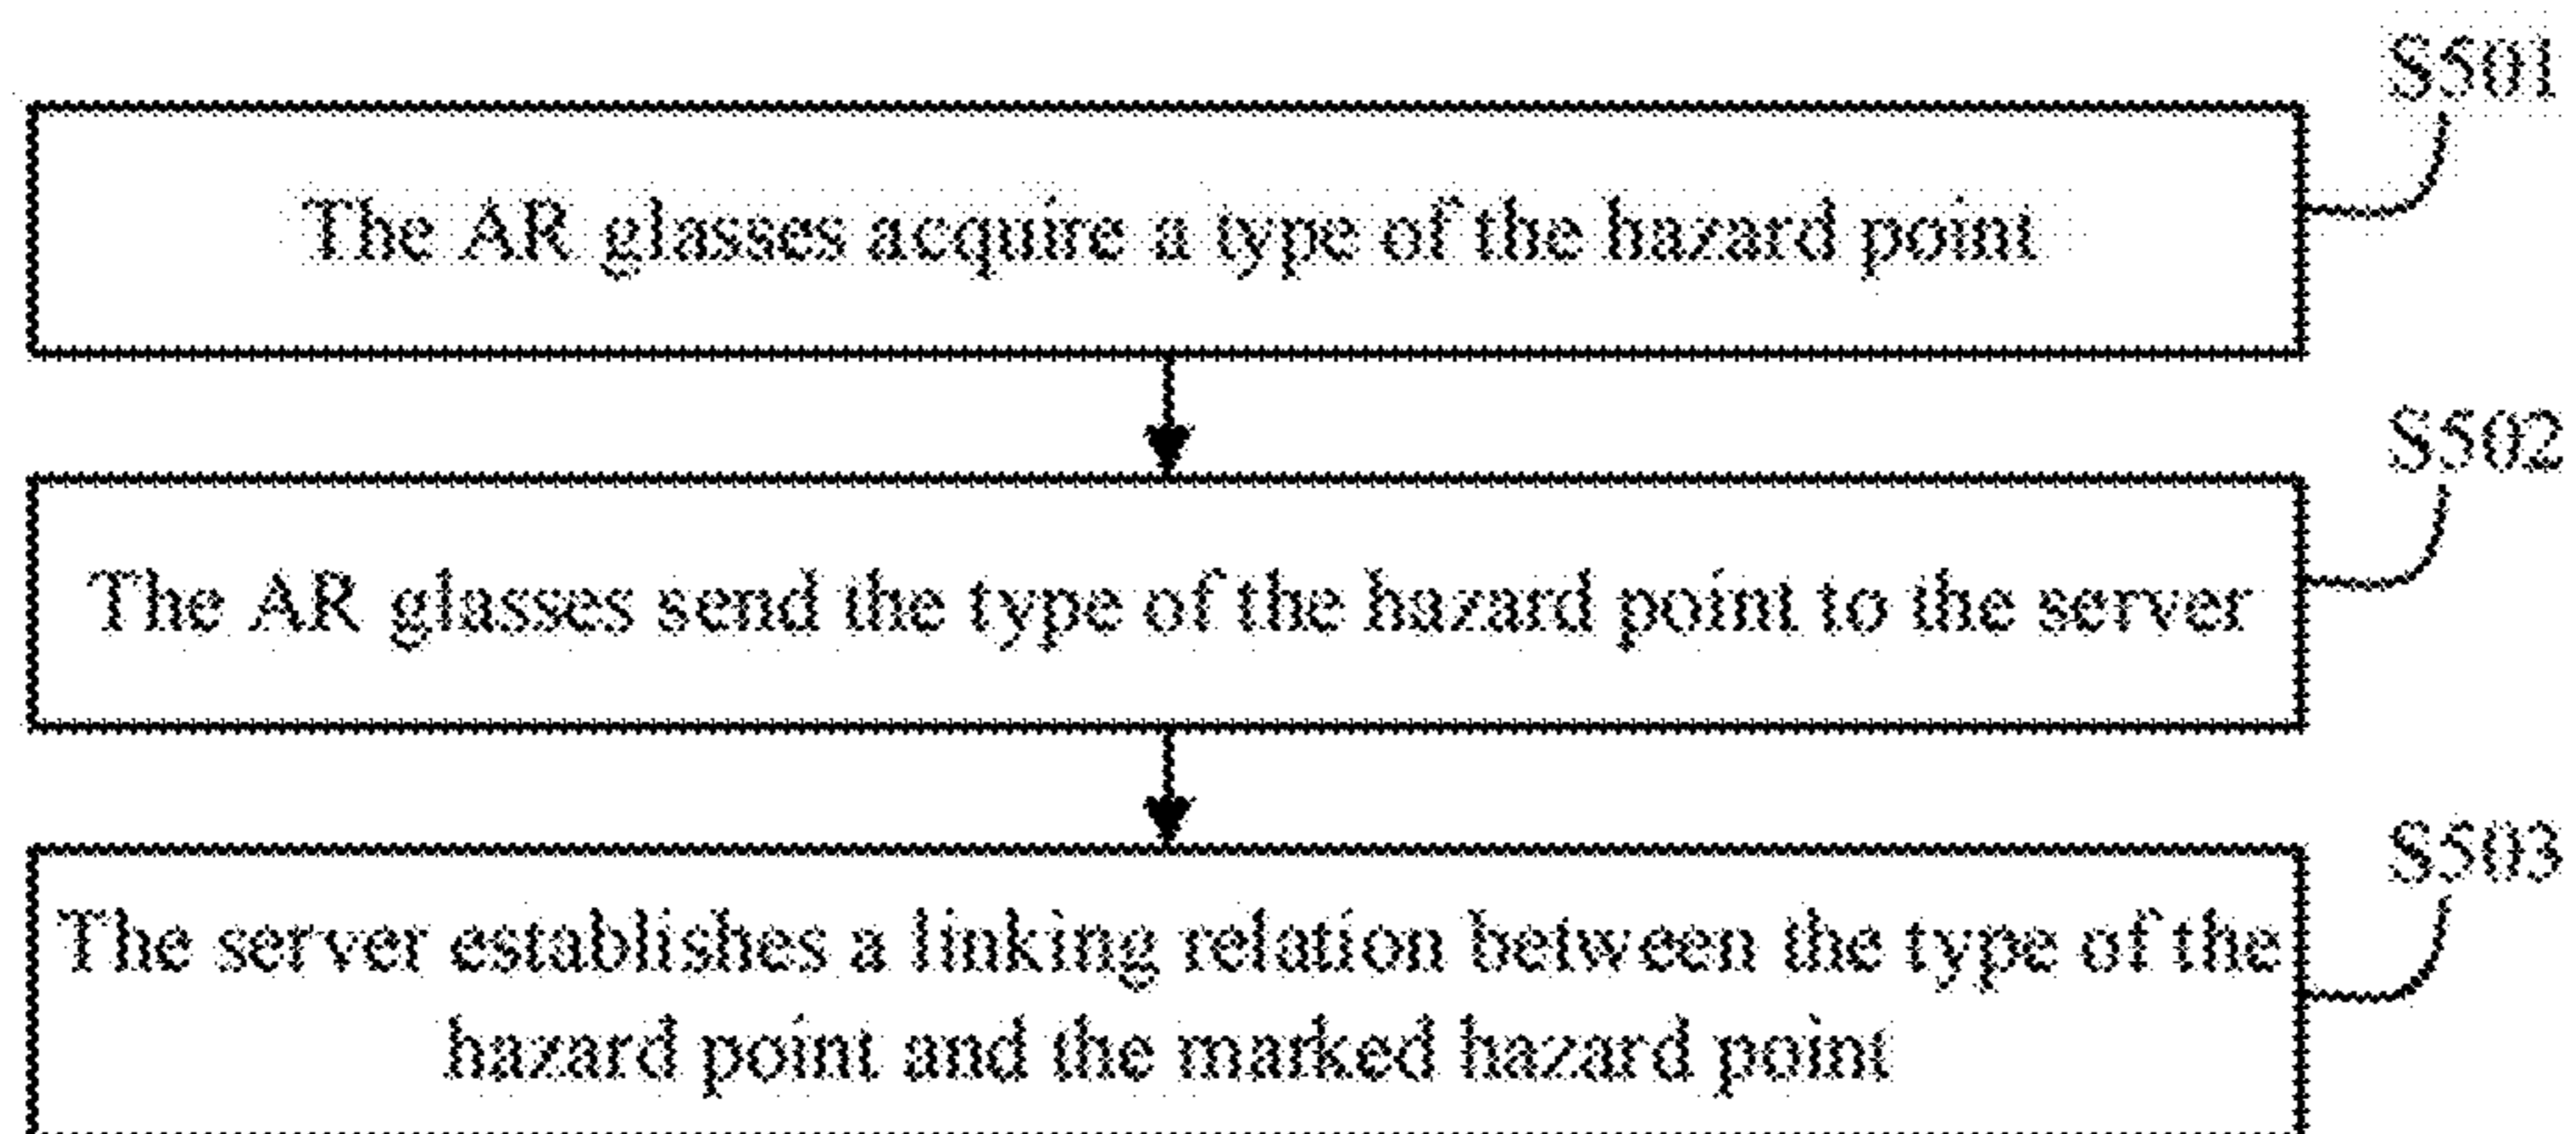 S501
The AR glasses acquire a type of the hazard point
S502
The AR glasses send the type of the hazard point to the server
S503
The server establishes a linking relation between the type of the
hazard point and the marked hazard point